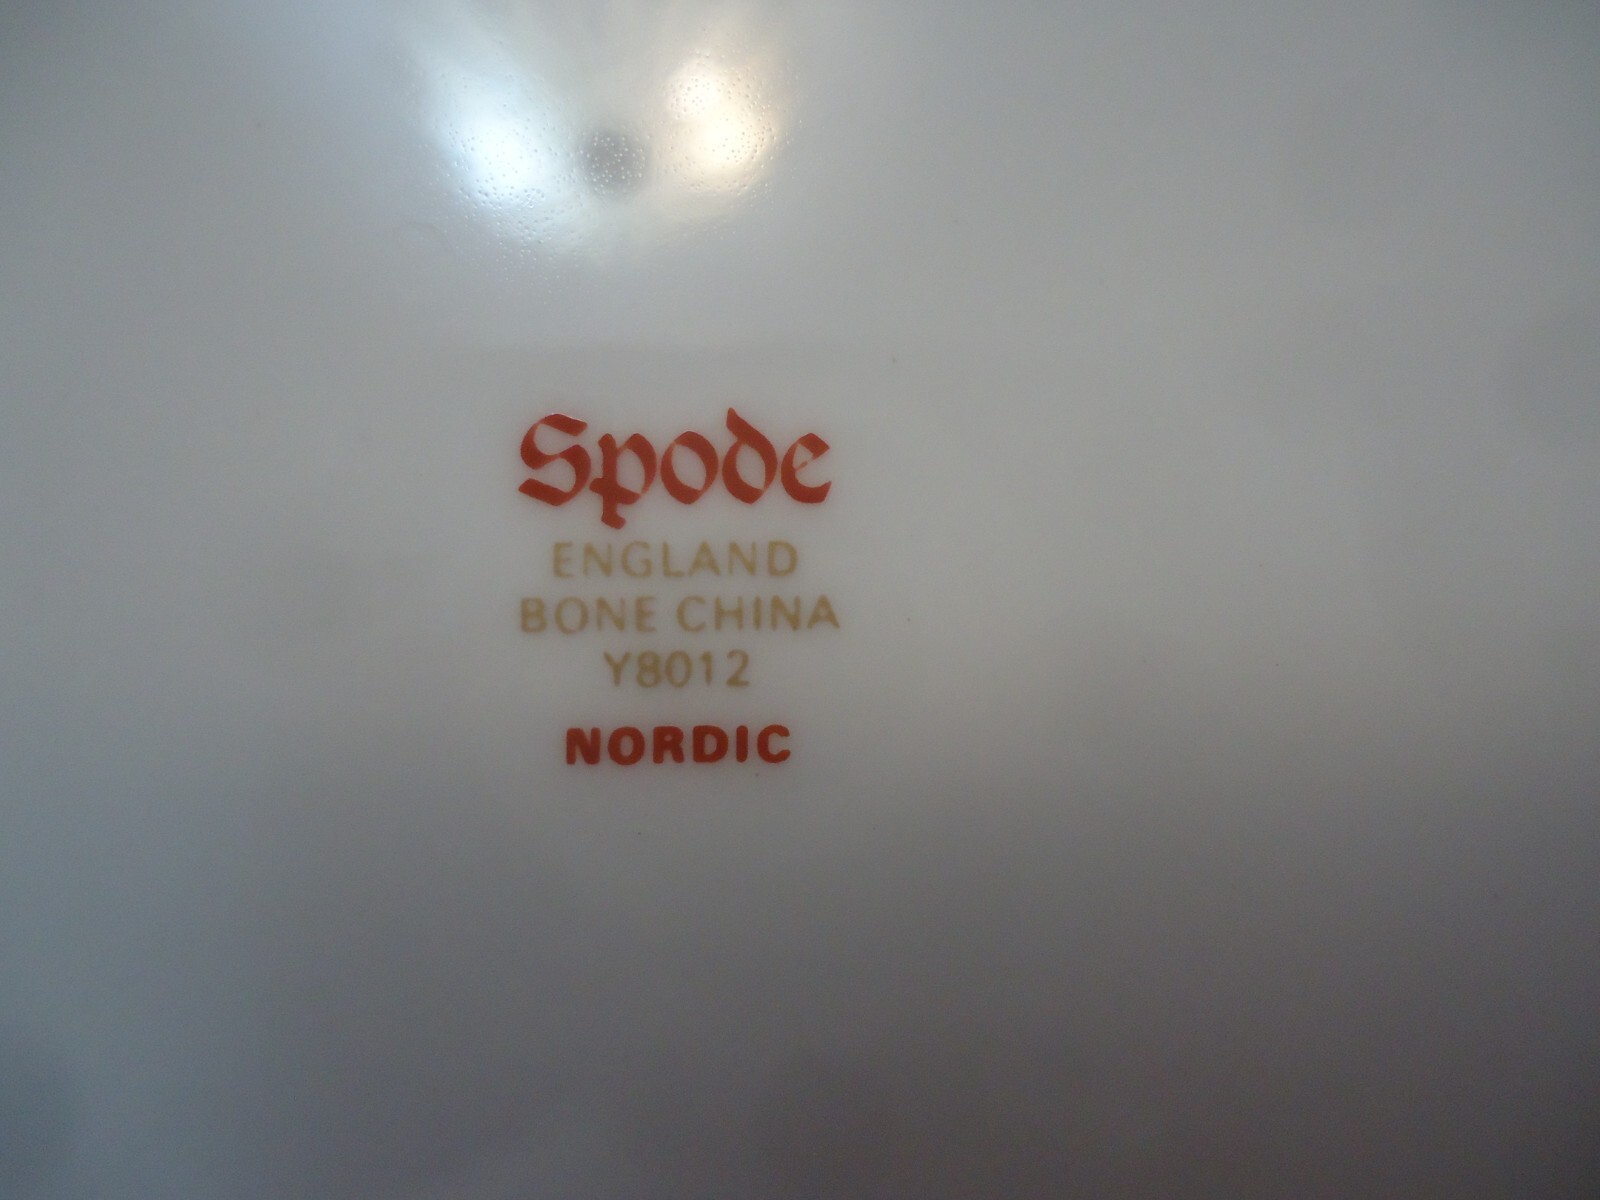 Spode
ENGLAND
BONE CHINA
Y8012
NORDIC